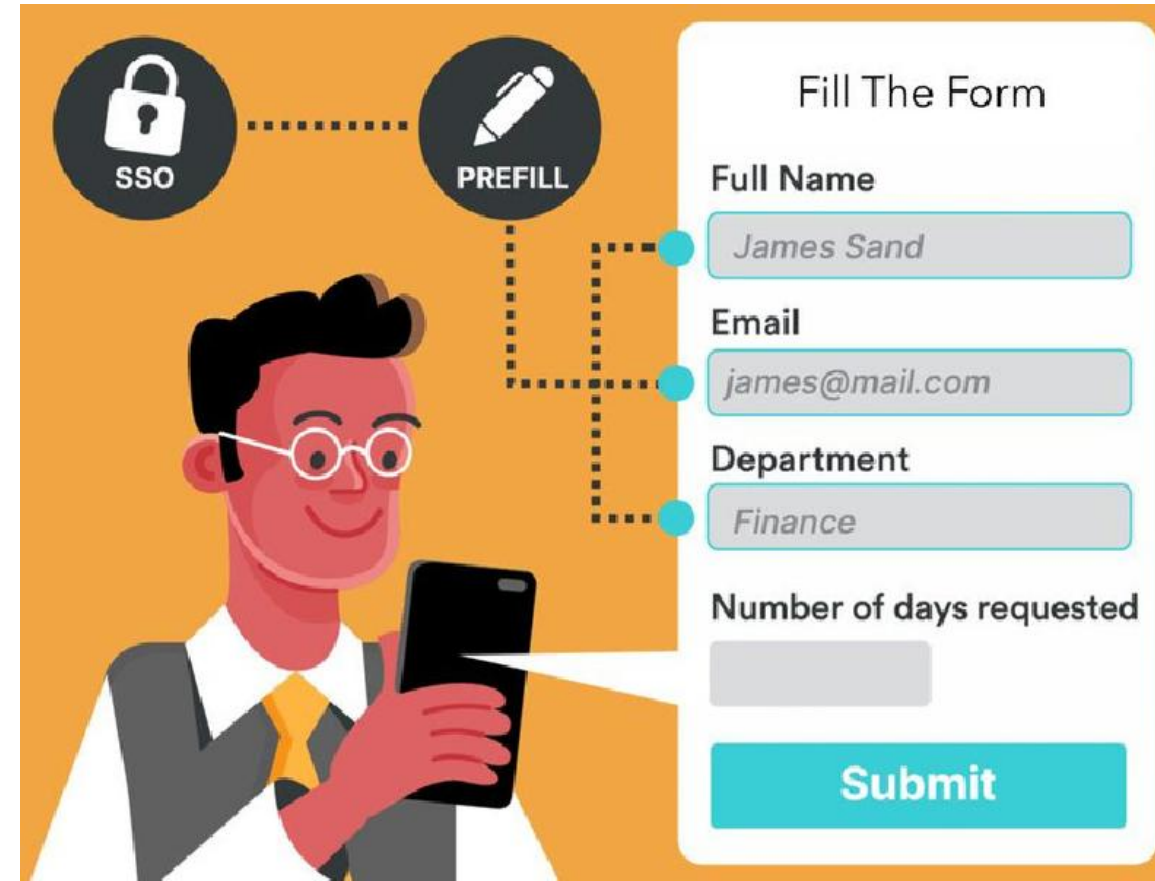 SSO
PREFILL
Fill The Form
Full Name
James Sand
Email
james@mail.com
Department
Finance
Number of days requested
Submit